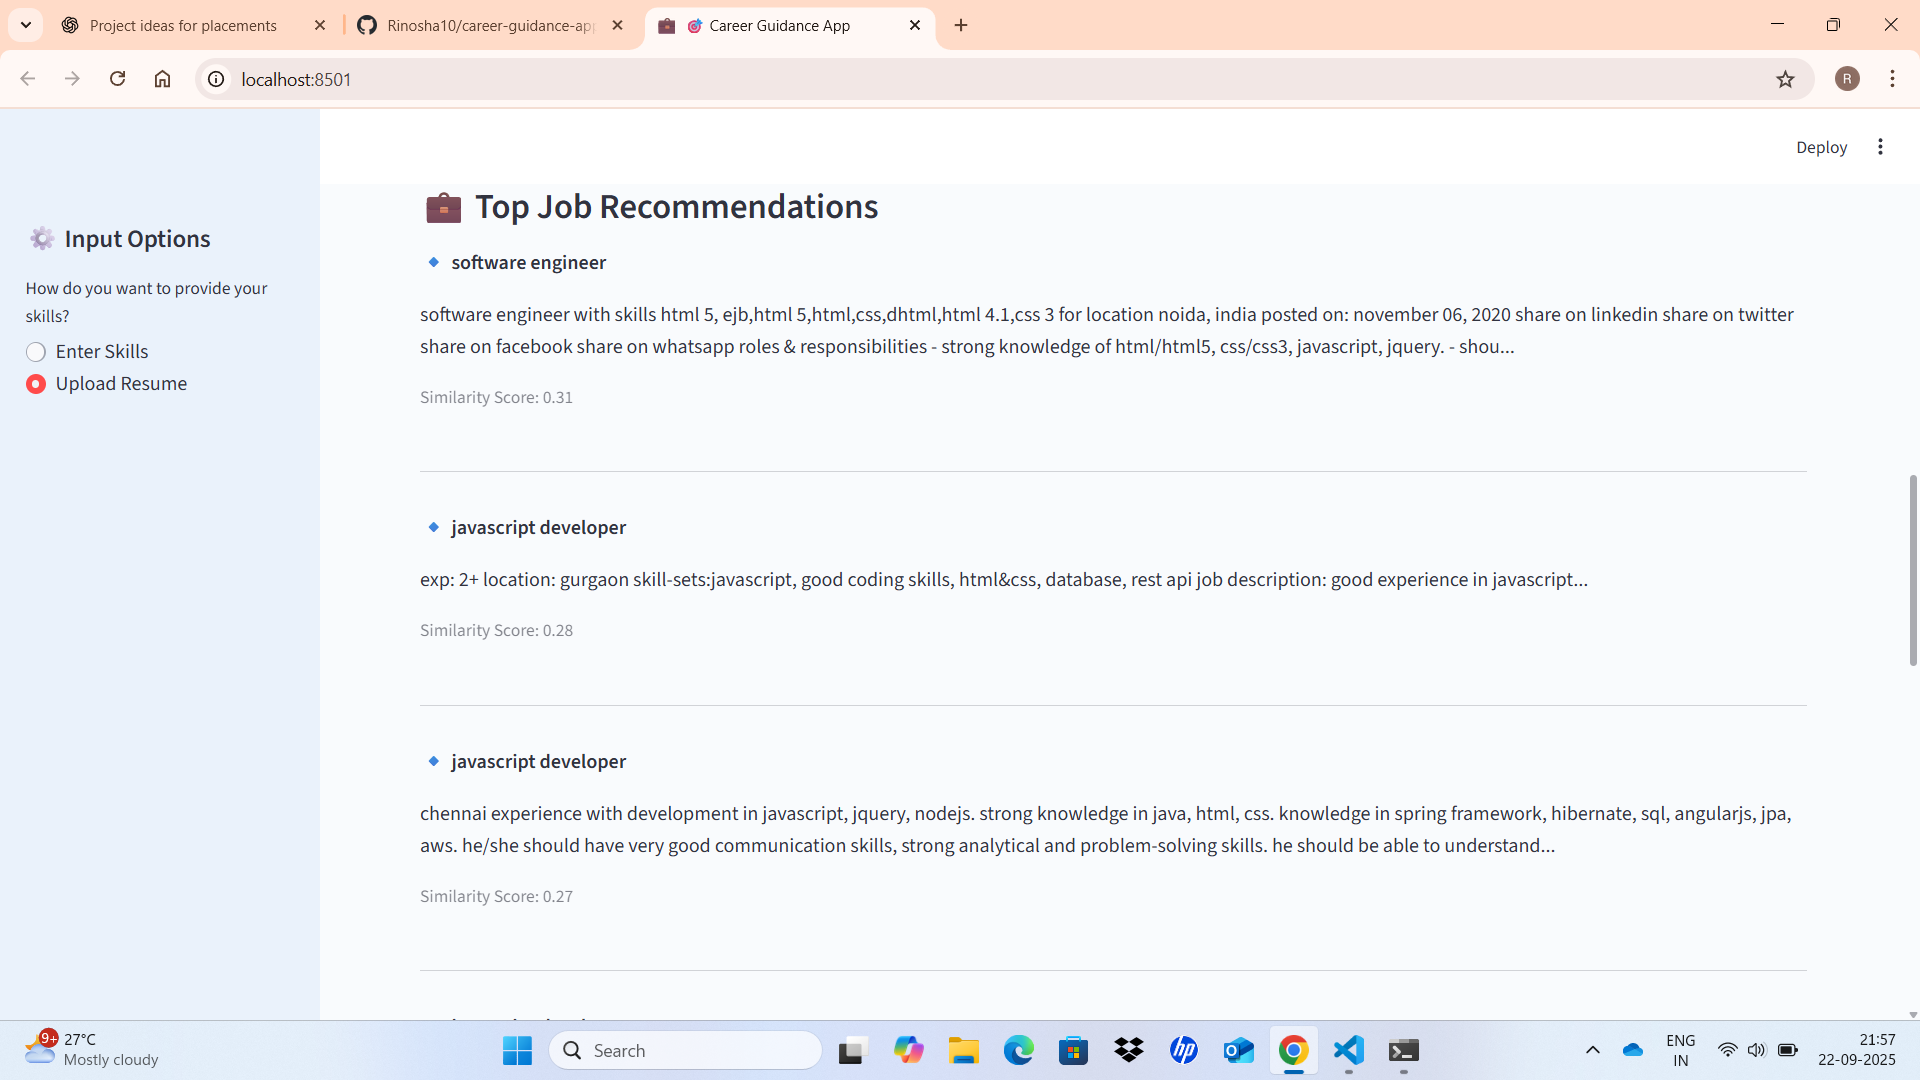 Project ideas for placements
Rinosha10/career-guidance-app
Career Guidance App
localhost:8501
R
Deploy
Input Options
How do you want to provide your
skills?
Enter Skills
Upload Resume
Top Job Recommendations
software engineer
software engineer with skills html 5, ejb,html 5,html,css,dhtml,html 4.1,css 3 for location noida, india posted on: november 06, 2020 share on linkedin share on twitter
share on facebook share on whatsapp roles & responsibilities - strong knowledge of html/html5, css/css3, javascript, jquery. - shou...
Similarity Score: 0.31
javascript developer
exp: 2+ location: gurgaon skill-sets:javascript, good coding skills, html&css, database, rest api job description: good experience in javascript...
Similarity Score: 0.28
javascript developer
chennai experience with development in javascript, jquery, nodejs. strong knowledge in java, html, css. knowledge in spring framework, hibernate, sql, angularjs, jpa,
aws. he/she should have very good communication skills, strong analytical and problem-solving skills. he should be able to understand...
Similarity Score: 0.27
9+
27°C
Mostly cloudy
Search
hp
ENG
IN
21:57
22-09-2025